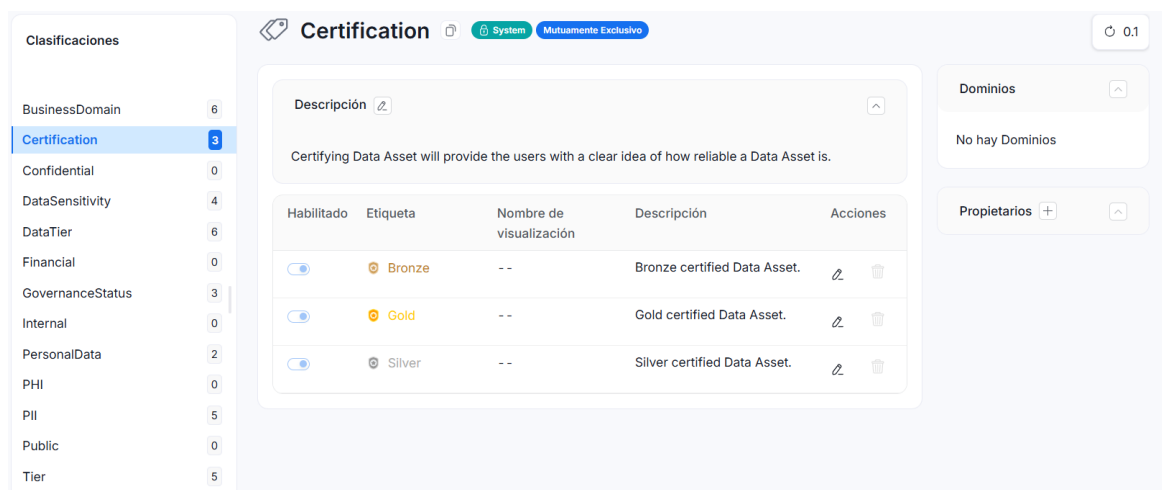 Clasificaciones
BusinessDomain 6
Certification 3
Confidential 0
DataSensitivity 4
DataTier 6
Financial 0
GovernanceStatus 3
Internal 0
PersonalData 2
PHI 0
PII 5
Public 0
Tier 5
Certification System Mutuamente Exclusivo
0.1
Descripción
Certifying Data Asset will provide the users with a clear idea of how reliable a Data Asset is.
Habilitado Etiqueta Nombre de visualización Descripción Acciones
Bronze -- Bronze certified Data Asset.
Gold -- Gold certified Data Asset.
Silver -- Silver certified Data Asset.
Dominios
No hay Dominios
Propietarios